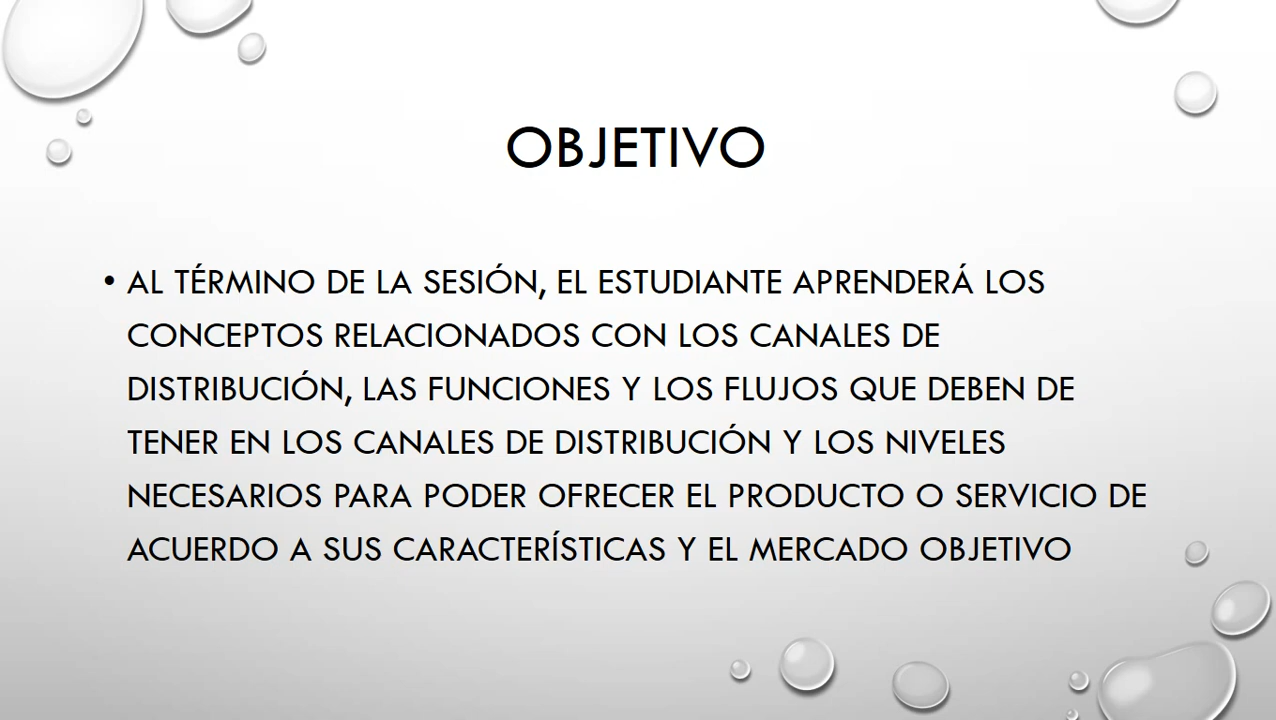 OBJETIVO
• AL TÉRMINO DE LA SESIÓN, EL ESTUDIANTE APRENDERÁ LOS
CONCEPTOS RELACIONADOS CON LOS CANALES DE
DISTRIBUCIÓN, LAS FUNCIONES Y LOS FLUJOS QUE DEBEN DE
TENER EN LOS CANALES DE DISTRIBUCIÓN Y LOS NIVELES
NECESARIOS PARA PODER OFRECER EL PRODUCTO O SERVICIO DE
ACUERDO A SUS CARACTERÍSTICAS Y EL MERCADO OBJETIVO